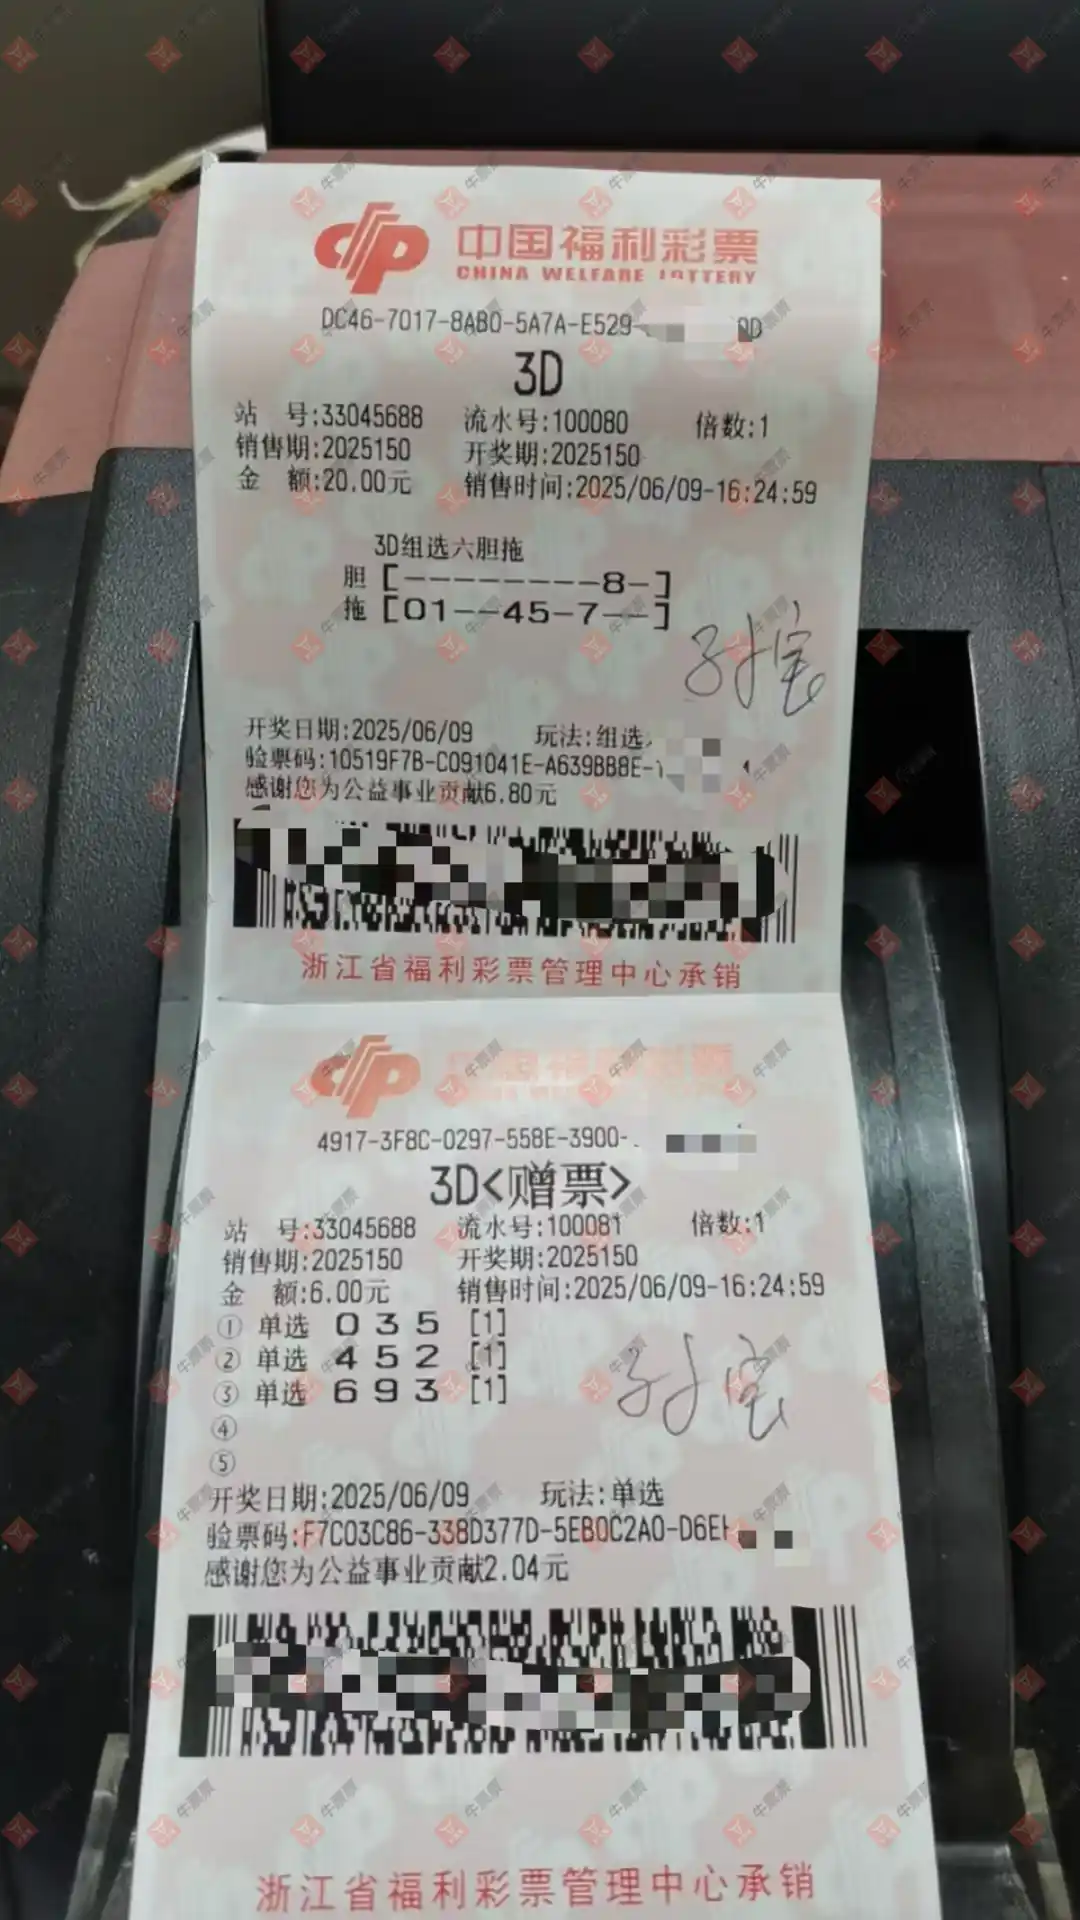 中国福利彩票
CHINA WELFARE LOTTERY
DC46-7017-8AB0-5A7A-E529- 0D
3D
站 号:33045688 流水号:100080 倍数:1
销售期:2025150 开奖期:2025150
金 额:20.00元 销售时间:2025/06/09-16:24:59
3D组选六胆拖
胆 [--------8-]
拖 [01--45-7--]
开奖日期:2025/06/09 玩法:组选
验票码:10519F7B-C091041E-A639BB8E-
感谢您为公益事业贡献6.80元
浙江省福利彩票管理中心承销
中国福利彩票
4917-3F8C-0297-558E-3900-
3D<赠票>
站 号:33045688 流水号:100081 倍数:1
销售期:2025150 开奖期:2025150
金 额:6.00元 销售时间:2025/06/09-16:24:59
① 单选 0 3 5 [1]
② 单选 4 5 2 [1]
③ 单选 6 9 3 [1]
④
⑤
开奖日期:2025/06/09 玩法:单选
验票码:F7C03C86-338D377D-5EB0C2A0-D6E
感谢您为公益事业贡献2.04元
浙江省福利彩票管理中心承销
牛票票